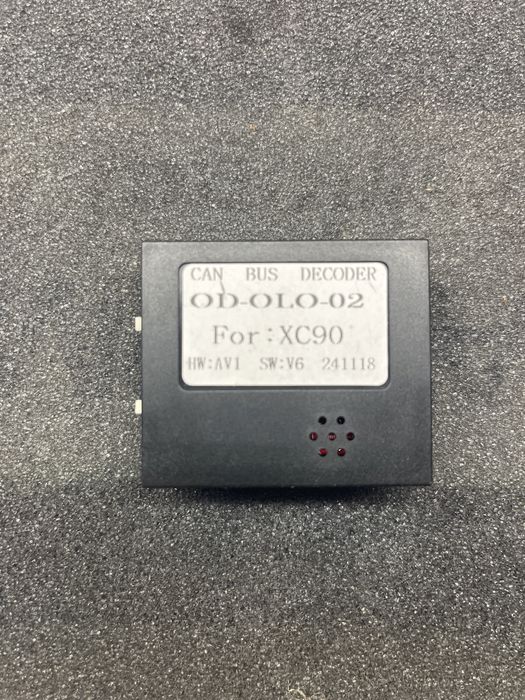 CAN BUS DECODER
OD-OLO-02
For:XC90
HW:AV1 SW:V6 241118